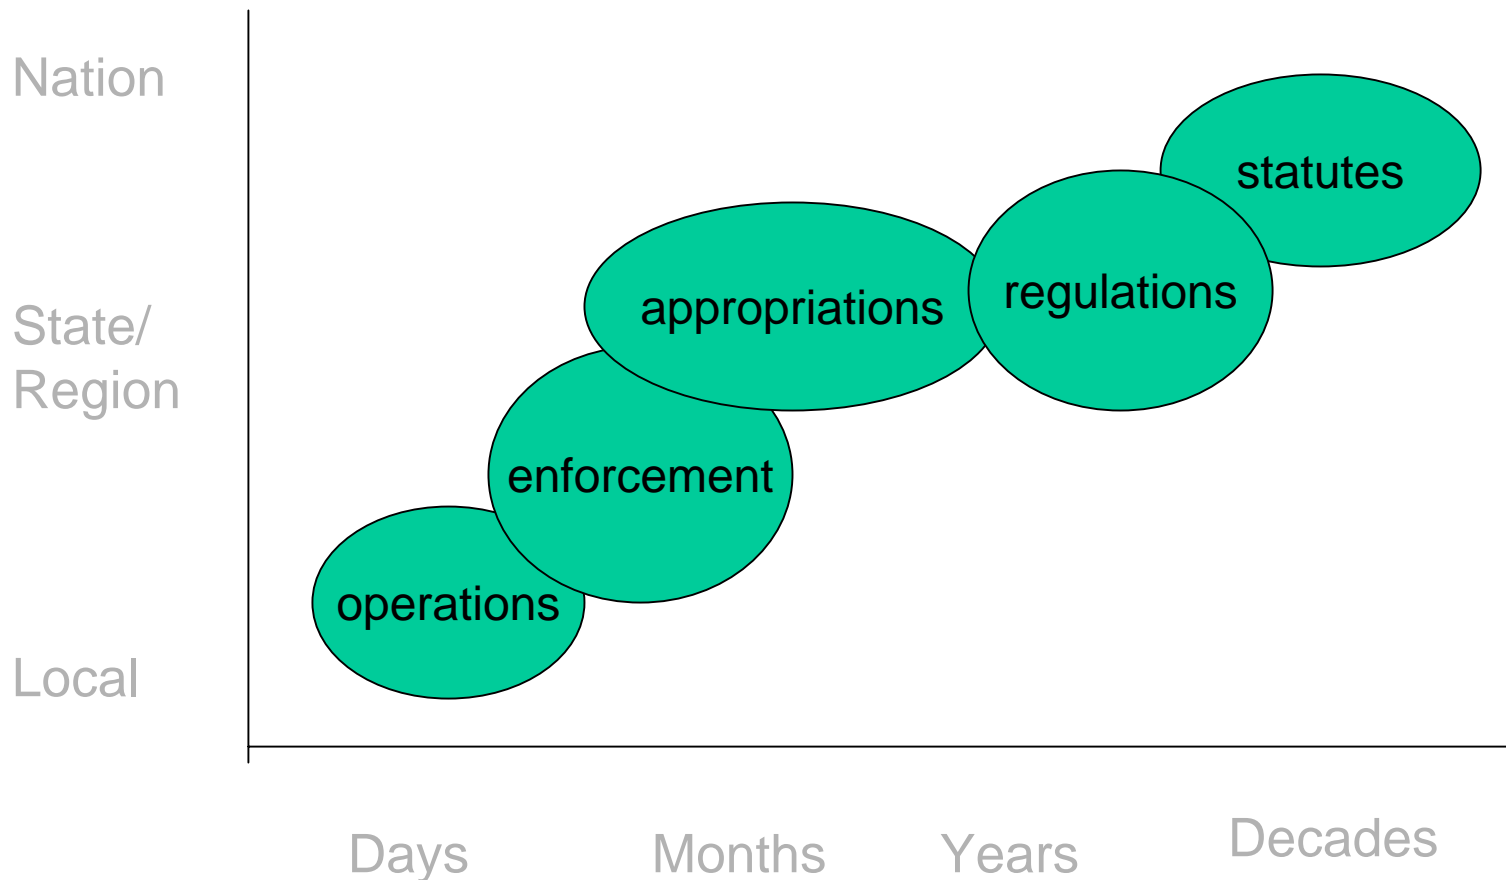 Nation
statutes
regulations
appropriations
State/
Region
enforcement
operations
Local
Days
Months
Years
Decades